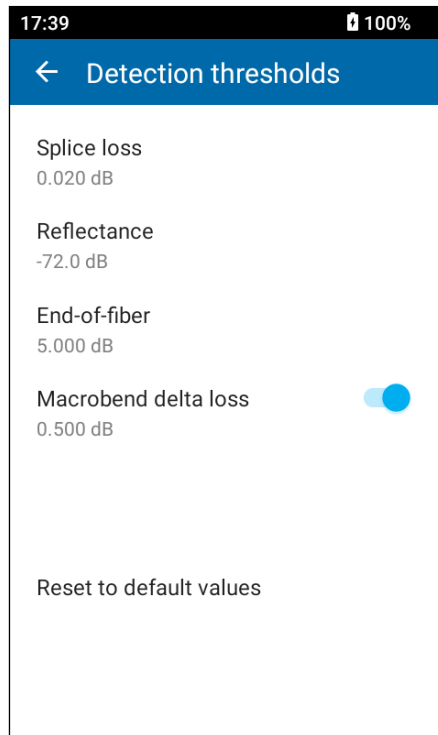 17:39 100%
Detection thresholds
Splice loss
0.020 dB
Reflectance
-72.0 dB
End-of-fiber
5.000 dB
Macrobend delta loss
0.500 dB
Reset to default values